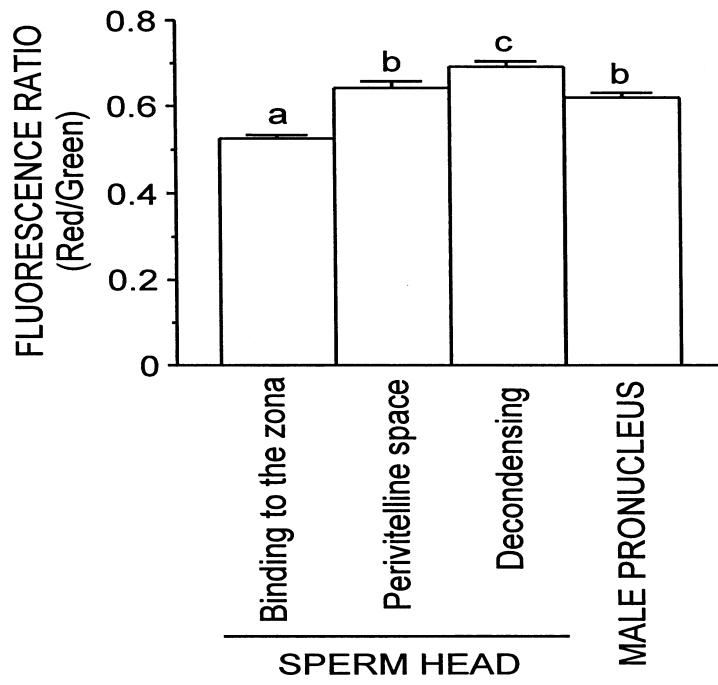 FLUORESCENCE RATIO
(Red/Green)
0.8
0.6
0.4
0.2
0
a
b
c
b
Binding to the zona
Perivitelline space
Decondensing
MALE PRONUCLEUS
SPERM HEAD